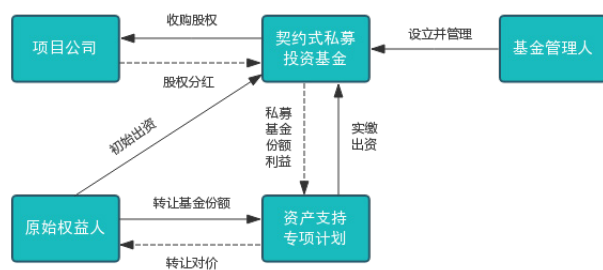 收购股权
设立并管理
项目公司
契约式私募
投资基金
基金管理人
股权分红
初始出资
私募
基金
份额
利益
实缴
出资
原始权益人
转让基金份额
资产支持
专项计划
转让对价